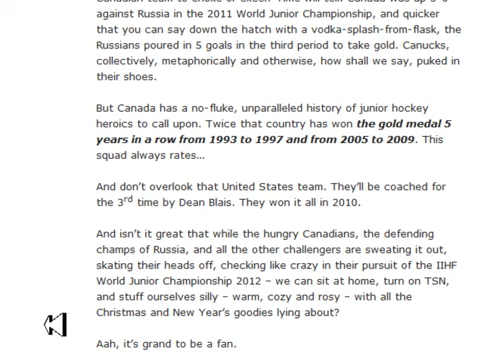 against Russia in the 2011 World Junior Championship, and quicker
that you can say down the hatch with a vodka-splash-from-flask, the
Russians poured in 5 goals in the third period to take gold. Canucks,
collectively, metaphorically and otherwise, how shall we say, puked in
their shoes.
But Canada has a no-fluke, unparalleled history of junior hockey
heroics to call upon. Twice that country has won the gold medal 5
years in a row from 1993 to 1997 and from 2005 to 2009. This
squad always rates...
And don't overlook that United States team. They'll be coached for
the 3rd time by Dean Blais. They won it all in 2010.
And isn't it great that while the hungry Canadians, the defending
champs of Russia, and all the other challengers are sweating it out,
skating their heads off, checking like crazy in their pursuit of the IIHF
World Junior Championship 2012 – we can sit at home, turn on TSN,
and stuff ourselves silly – warm, cozy and rosy – with all the
Christmas and New Year's goodies lying about?
Aah, it's grand to be a fan.